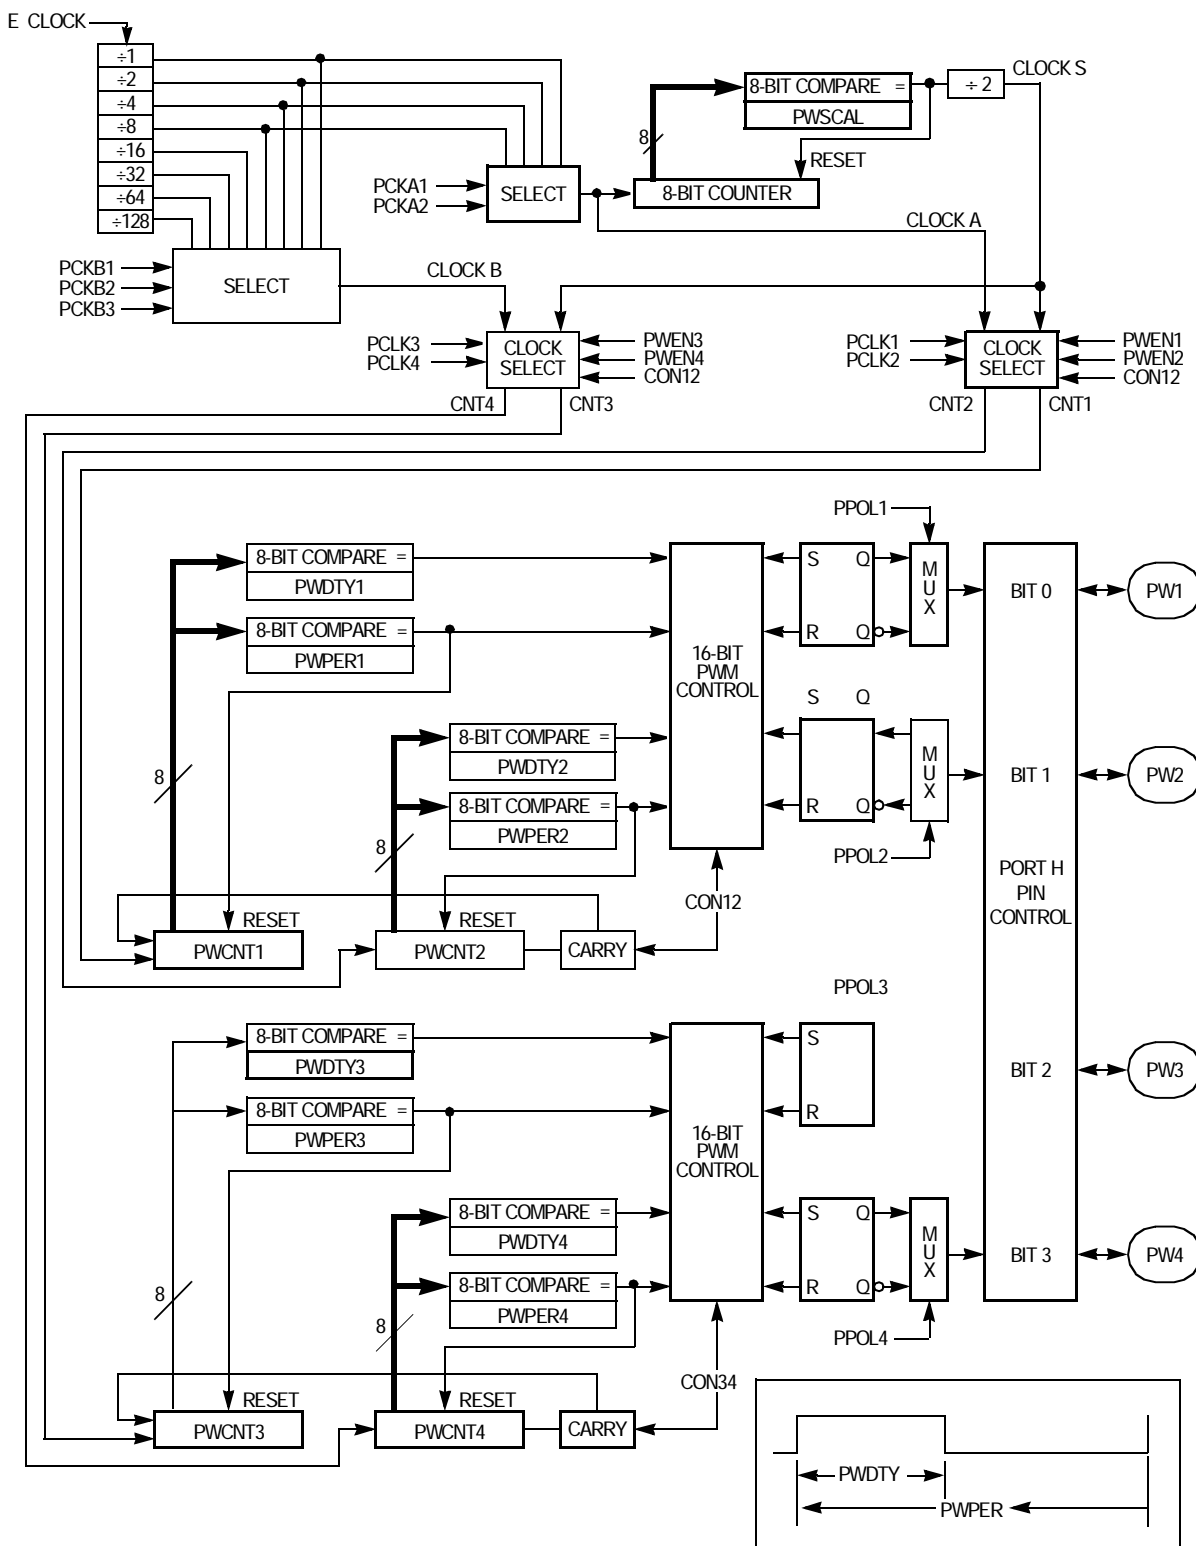 E CLOCK
÷1
÷2
÷4
÷8
÷16
÷32
÷64
÷128
8-BIT COMPARE =
PWSCAL
÷ 2
CLOCK S
8
RESET
PCKA1
PCKA2
SELECT
8-BIT COUNTER
CLOCK A
PCKB1
PCKB2
PCKB3
SELECT
CLOCK B
PCLK3
PCLK4
CLOCK
SELECT
PWEN3
PWEN4
CON12
PCLK1
PCLK2
CLOCK
SELECT
PWEN1
PWEN2
CON12
CNT4
CNT3
CNT2
CNT1
PPOL1
8-BIT COMPARE =
PWDTY1
8-BIT COMPARE =
PWPER1
16-BIT
PWM
CONTROL
S Q
R Q
MUX
BIT 0
PW1
8
8-BIT COMPARE =
PWDTY2
8-BIT COMPARE =
PWPER2
8
S Q
R Q
MUX
BIT 1
PW2
PPOL2
PORT H
PIN
CONTROL
CON12
RESET
PWCNT1
RESET
PWCNT2
CARRY
PPOL3
8-BIT COMPARE =
PWDTY3
8-BIT COMPARE =
PWPER3
16-BIT
PWM
CONTROL
S
R
BIT 2
PW3
8
8-BIT COMPARE =
PWDTY4
8-BIT COMPARE =
PWPER4
8
S Q
R Q
MUX
BIT 3
PW4
PPOL4
CON34
RESET
PWCNT3
RESET
PWCNT4
CARRY
PWDTY
PWPER